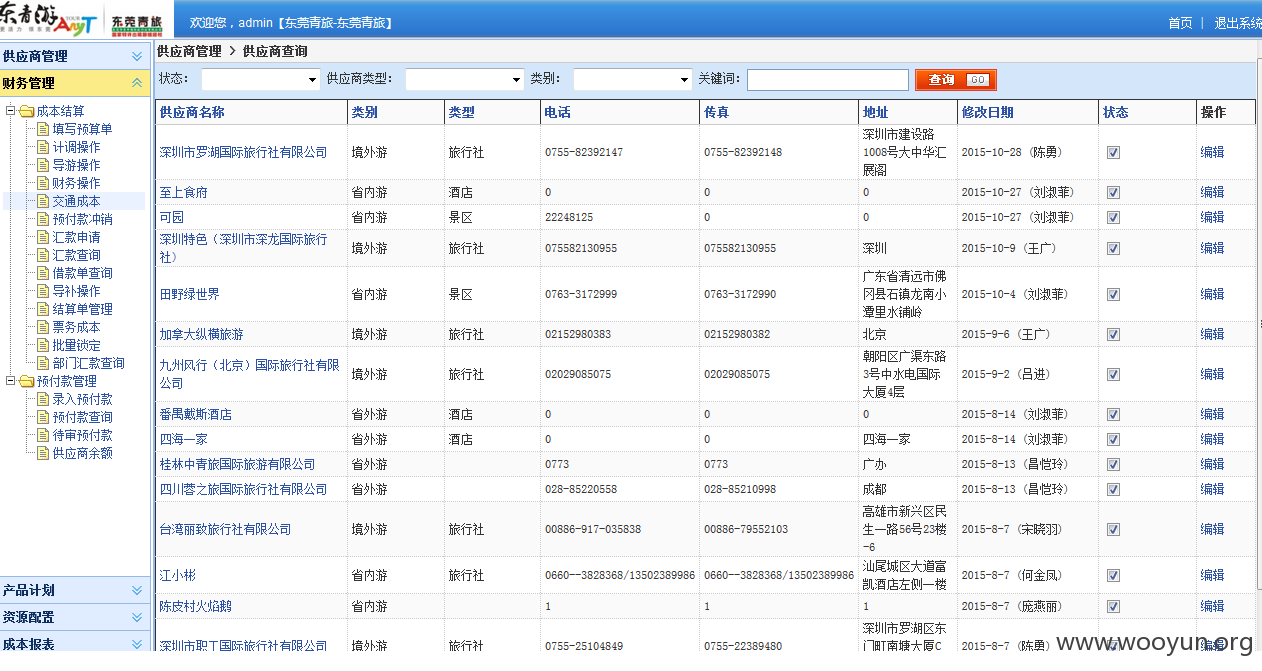 东青游
AnyT
东莞青旅
欢迎您，admin【东莞青旅-东莞青旅】
首页 | 退出系统
供应商管理
财务管理
成本结算
填写预算单
计调操作
导游操作
财务操作
交通成本
预付款冲销
汇款申请
汇款查询
借款单查询
导补操作
结算单管理
票务成本
批量锁定
部门汇款查询
预付款管理
录入预付款
预付款查询
待审预付款
供应商余额
产品计划
资源配置
成本报表
供应商管理 > 供应商查询
状态： 供应商类型： 类别： 关键词： 查询 GO
供应商名称 类别 类型 电话 传真 地址 修改日期 状态 操作
深圳市罗湖国际旅行社有限公司 境外游 旅行社 0755-82392147 0755-82392148 深圳市建设路
1008号大中华汇
展阁 2015-10-28（陈勇） 编辑
至上食府 省内游 酒店 0 0 0 2015-10-27（刘淑菲） 编辑
可园 省内游 景区 22248125 0 0 2015-10-27（刘淑菲） 编辑
深圳特色（深圳市深龙国际旅行
社） 境外游 旅行社 075582130955 075582130955 深圳 2015-10-9（王广） 编辑
田野绿世界 省内游 景区 0763-3172999 0763-3172990 广东省清远市佛
冈县石镇龙南小
潭里水铺岭 2015-10-4（刘淑菲） 编辑
加拿大纵横旅游 境外游 旅行社 02152980383 02152980382 北京 2015-9-6（王广） 编辑
九州风行（北京）国际旅行社有限
公司 境外游 旅行社 02029085075 02029085075 朝阳区广渠东路
3号中水电国际
大厦4层 2015-9-2（吕进） 编辑
番禺戴斯酒店 省外游 酒店 0 0 0 2015-8-14（刘淑菲） 编辑
四海一家 省外游 酒店 0 0 四海一家 2015-8-14（刘淑菲） 编辑
桂林中青旅国际旅游有限公司 省外游 0773 0773 广办 2015-8-13（昌恺玲） 编辑
四川蓉之旅国际旅行社有限公司 省外游 028-85220558 028-85210998 成都 2015-8-13（昌恺玲） 编辑
台湾丽致旅行社有限公司 境外游 旅行社 00886-917-035838 00886-79552103 高雄市新兴区民
生一路56号23楼
-6 2015-8-7（宋晓羽） 编辑
江小彬 省内游 旅行社 0660--3828368/13502389986 0660--3828368/13502389986 汕尾城区大道富
凯酒店左侧一楼 2015-8-7（何金凤） 编辑
陈皮村火焰鹅 省内游 1 1 1 2015-8-7（庞燕丽） 编辑
深圳市职工国际旅行社有限公司 境外游 旅行社 0755-25104849 0755-22389480 深圳市罗湖区东
门町南塘大厦C 2015-8-7（陈勇） 编辑
www.wooyun.org